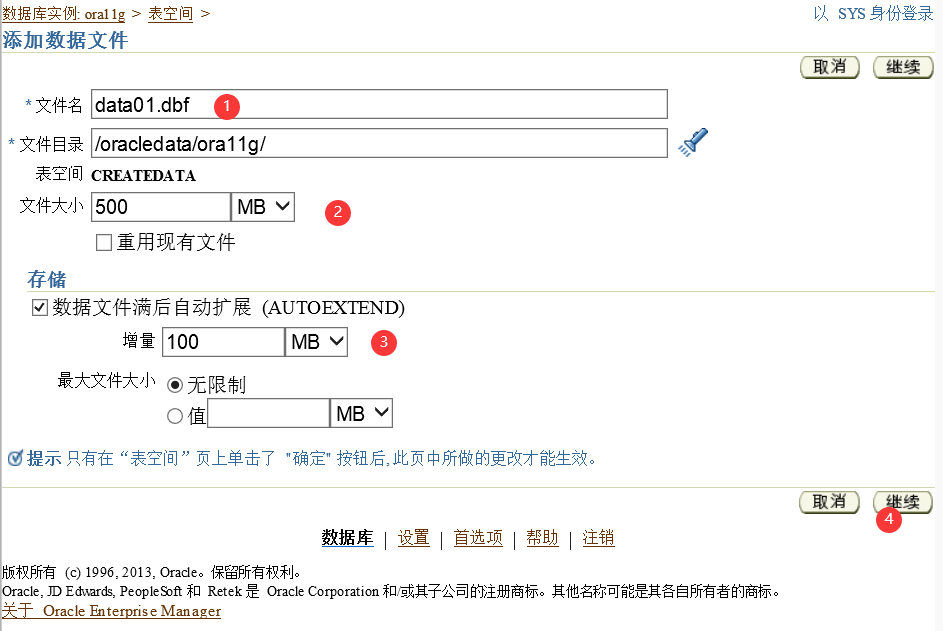 数据库实例: ora11g > 表空间 > 以 SYS 身份登录
添加数据文件
取消 继续
* 文件名 data01.dbf 1
* 文件目录 /oracledata/ora11g/
表空间 CREATEDATA
文件大小 500 MB 2
重用现有文件
存储
数据文件满后自动扩展 (AUTOEXTEND)
增量 100 MB 3
最大文件大小 无限制
值 MB
提示 只有在“表空间”页上单击了 "确定" 按钮后,此页中所做的更改才能生效。
取消 继续
4
数据库 | 设置 | 首选项 | 帮助 | 注销
版权所有 (c) 1996, 2013, Oracle。保留所有权利。
Oracle, JD Edwards, PeopleSoft 和 Retek 是 Oracle Corporation 和/或其子公司的注册商标。其他名称可能是其各自所有者的商标。
关于 Oracle Enterprise Manager